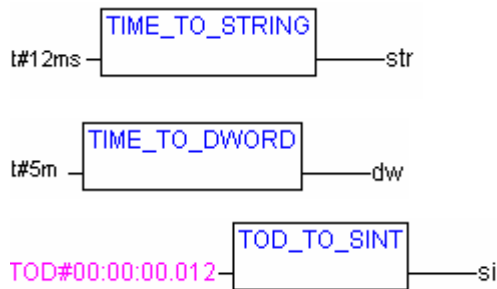 TIME_TO_STRING
t#12ms str
TIME_TO_DWORD
t#5m dw
TOD_TO_SINT
TOD#00:00:00.012 si